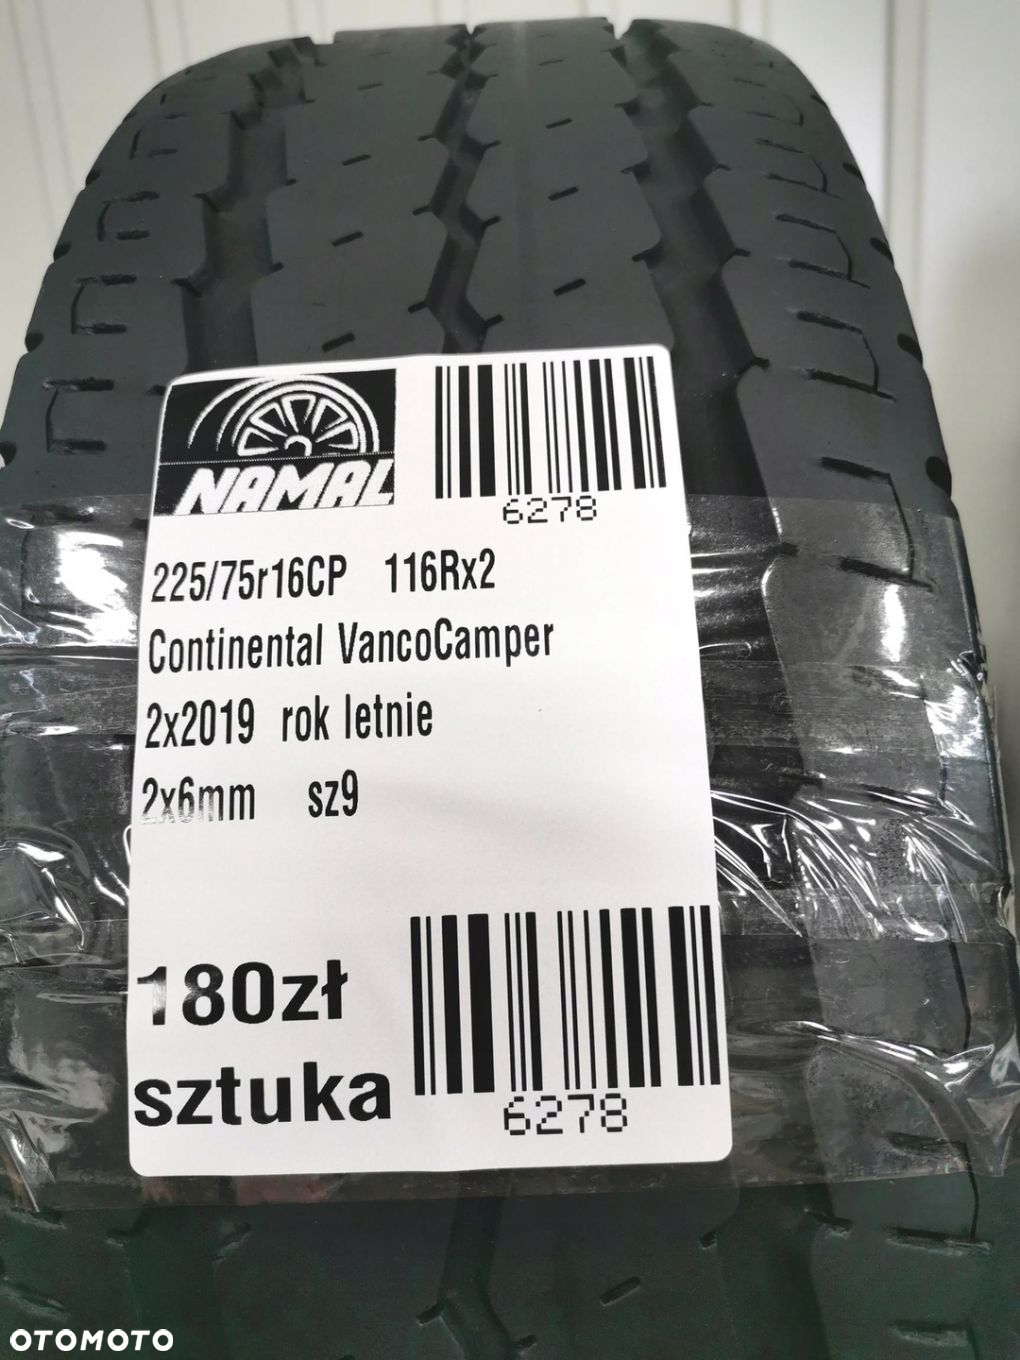 NAMAL
6278
225/75r16CP 116Rx2
Continental VancoCamper
2x2019 rok letnie
2x6mm sz9
180zł
sztuka
6278
OTOMOTO